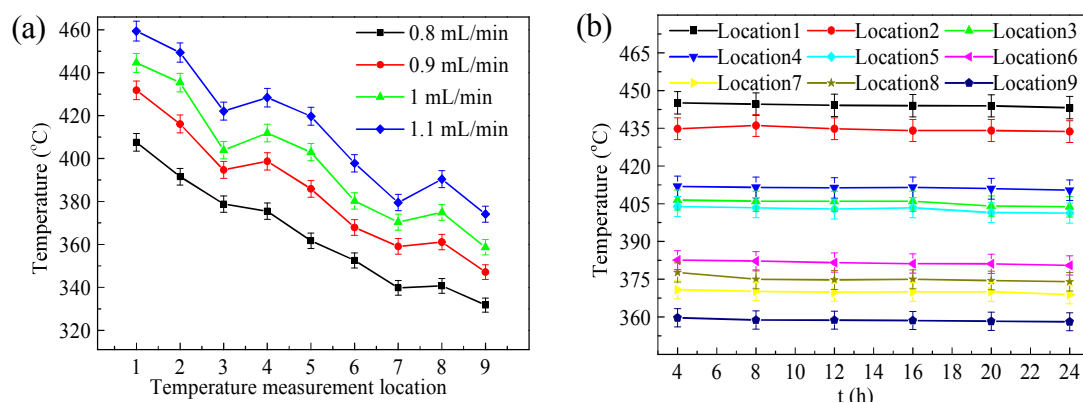 (a)
0.8 mL/min
0.9 mL/min
1 mL/min
1.1 mL/min
460
440
420
400
380
360
340
320
Temperature (°C)
1 2 3 4 5 6 7 8 9
Temperature measurement location
(b)
Location1 Location2 Location3
Location4 Location5 Location6
Location7 Location8 Location9
465
450
435
420
405
390
375
360
Temperature (°C)
4 6 8 10 12 14 16 18 20 22 24
t (h)